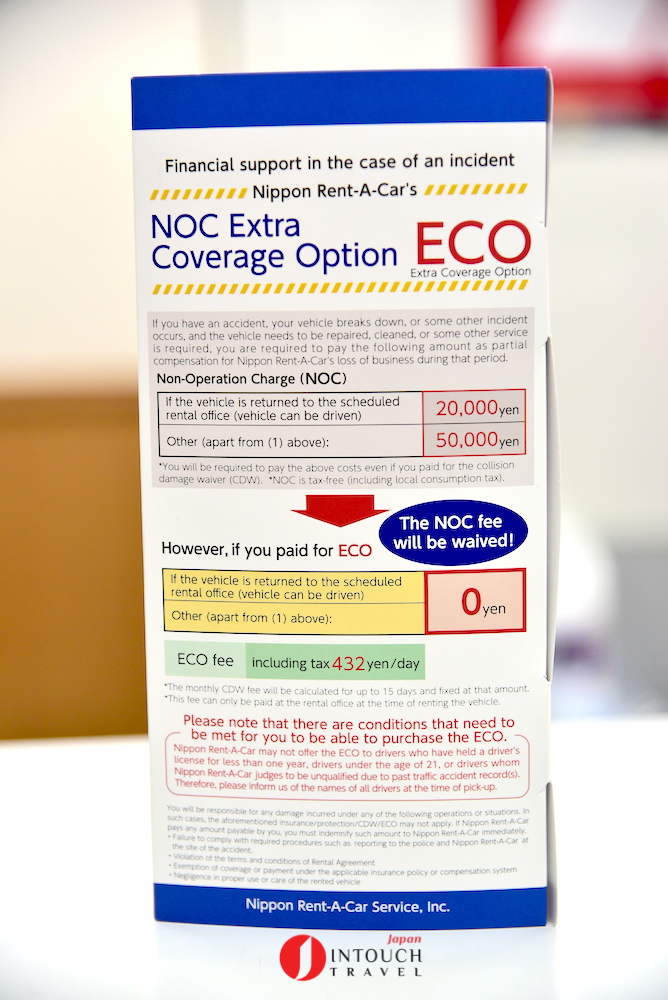 Financial support in the case of an incident
Nippon Rent-A-Car's
NOC Extra
Coverage Option ECO
Extra Coverage Option
If you have an accident, your vehicle breaks down, or some other incident
occurs, and the vehicle needs to be repaired, cleaned, or some other service
is required, you are required to pay the following amount as partial
compensation for Nippon Rent-A-Car's loss of business during that period.
Non-Operation Charge (NOC)
If the vehicle is returned to the scheduled
rental office (vehicle can be driven)
20,000yen
Other (apart from (1) above):
50,000yen
*You will be required to pay the above costs even if you paid for the collision
damage waiver (CDW). *NOC is tax-free (including local consumption tax).
The NOC fee
will be waived!
However, if you paid for ECO
If the vehicle is returned to the scheduled
rental office (vehicle can be driven)
Other (apart from (1) above):
0yen
ECO fee including tax 432yen/day
*The monthly CDW fee will be calculated for up to 15 days and fixed at that amount.
*This fee can only be paid at the rental office at the time of renting the vehicle.
Please note that there are conditions that need to
be met for you to be able to purchase the ECO.
Nippon Rent-A-Car may not offer the ECO to drivers who have held a driver's
license for less than one year, drivers under the age of 21, or drivers whom
Nippon Rent-A-Car judges to be unqualified due to past traffic accident record(s).
Therefore, please inform us of the names of all drivers at the time of pick-up.
You will be responsible for any damage incurred under any of the following operations or situations. In
such cases, the aforementioned insurance/protection/CDW/ECO may not apply. If Nippon Rent-A-Car
pays any amount payable by you, you must indemnify such amount to Nippon Rent-A-Car immediately.
• Failure to comply with required procedures such as reporting to the police and Nippon Rent-A-Car at
the site of the accident.
• Violation of the terms and conditions of Rental Agreement
• Exemption of coverage or payment under the applicable insurance policy or compensation system
• Negligence in proper use or care of the rented vehicle
Nippon Rent-A-Car Service, Inc.
Japan
INTOUCH
TRAVEL